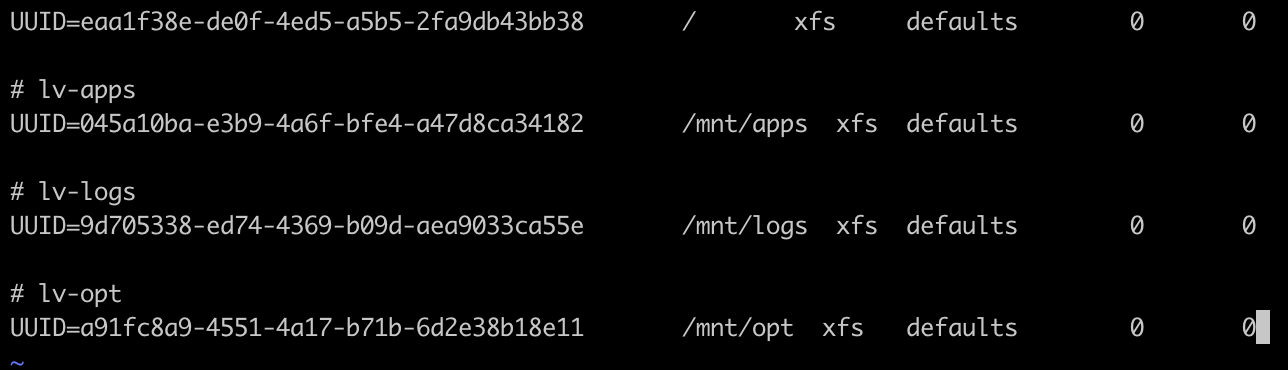 UUID=eaa1f38e-de0f-4ed5-a5b5-2fa9db43bb38 / xfs defaults 0 0
# lv-apps
UUID=045a10ba-e3b9-4a6f-bfe4-a47d8ca34182 /mnt/apps xfs defaults 0 0
# lv-logs
UUID=9d705338-ed74-4369-b09d-aea9033ca55e /mnt/logs xfs defaults 0 0
# lv-opt
UUID=a91fc8a9-4551-4a17-b71b-6d2e38b18e11 /mnt/opt xfs defaults 0 0
~